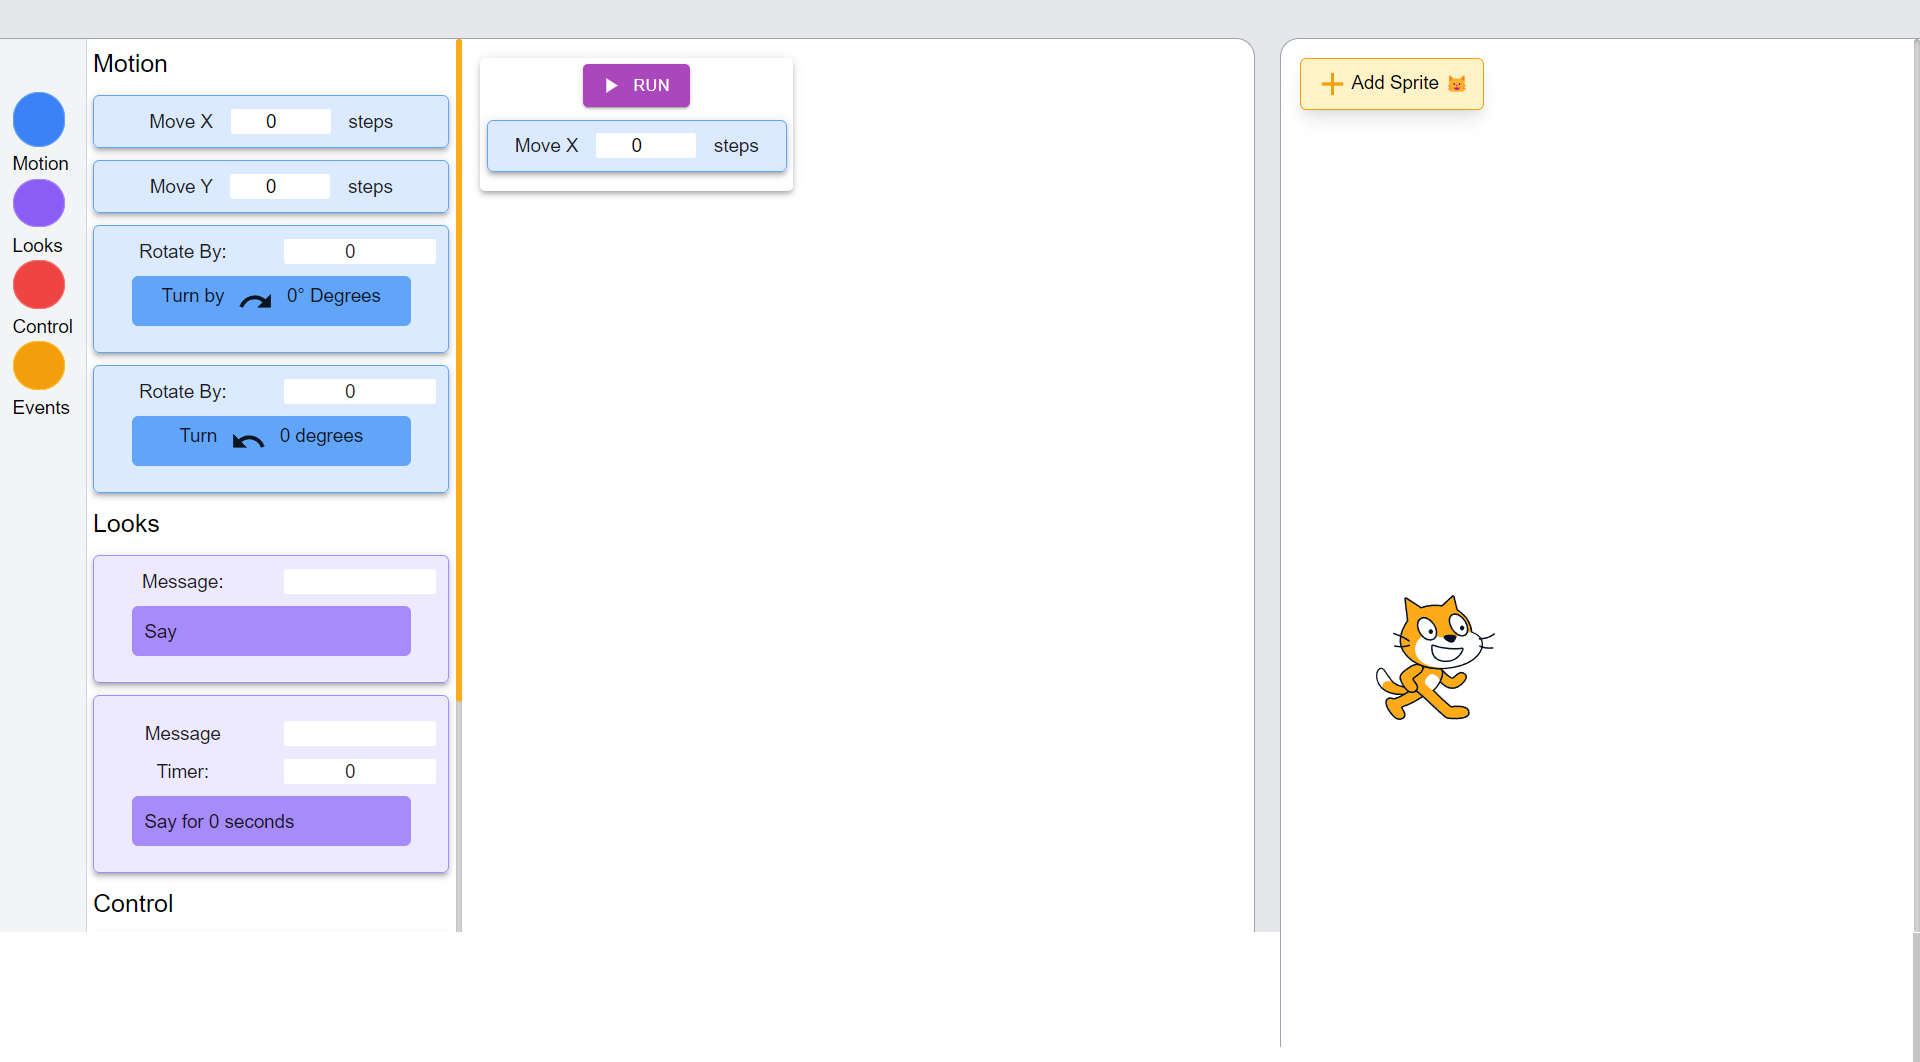 Motion
Looks
Control
Events
Motion
Move X 0 steps
Move Y 0 steps
Rotate By: 0
Turn by 0° Degrees
Rotate By: 0
Turn 0 degrees
Looks
Message:
Say
Message
Timer: 0
Say for 0 seconds
Control
RUN
Move X 0 steps
Add Sprite